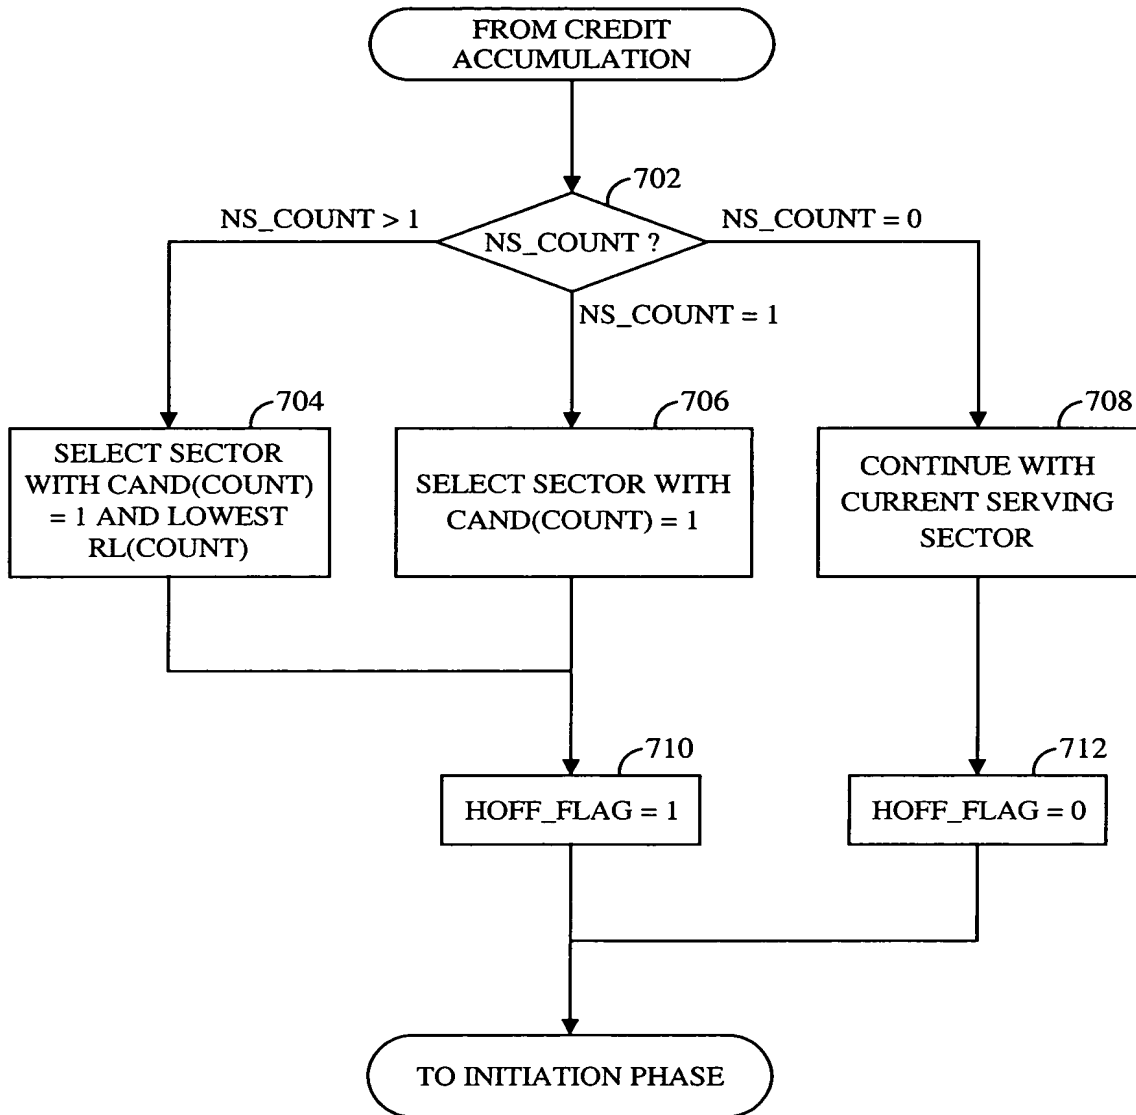 FROM CREDIT
ACCUMULATION
702
NS_COUNT > 1
NS_COUNT ?
NS_COUNT = 0
NS_COUNT = 1
704
SELECT SECTOR
WITH CAND(COUNT)
= 1 AND LOWEST
RL(COUNT)
706
SELECT SECTOR WITH
CAND(COUNT) = 1
708
CONTINUE WITH
CURRENT SERVING
SECTOR
710
HOFF_FLAG = 1
712
HOFF_FLAG = 0
TO INITIATION PHASE